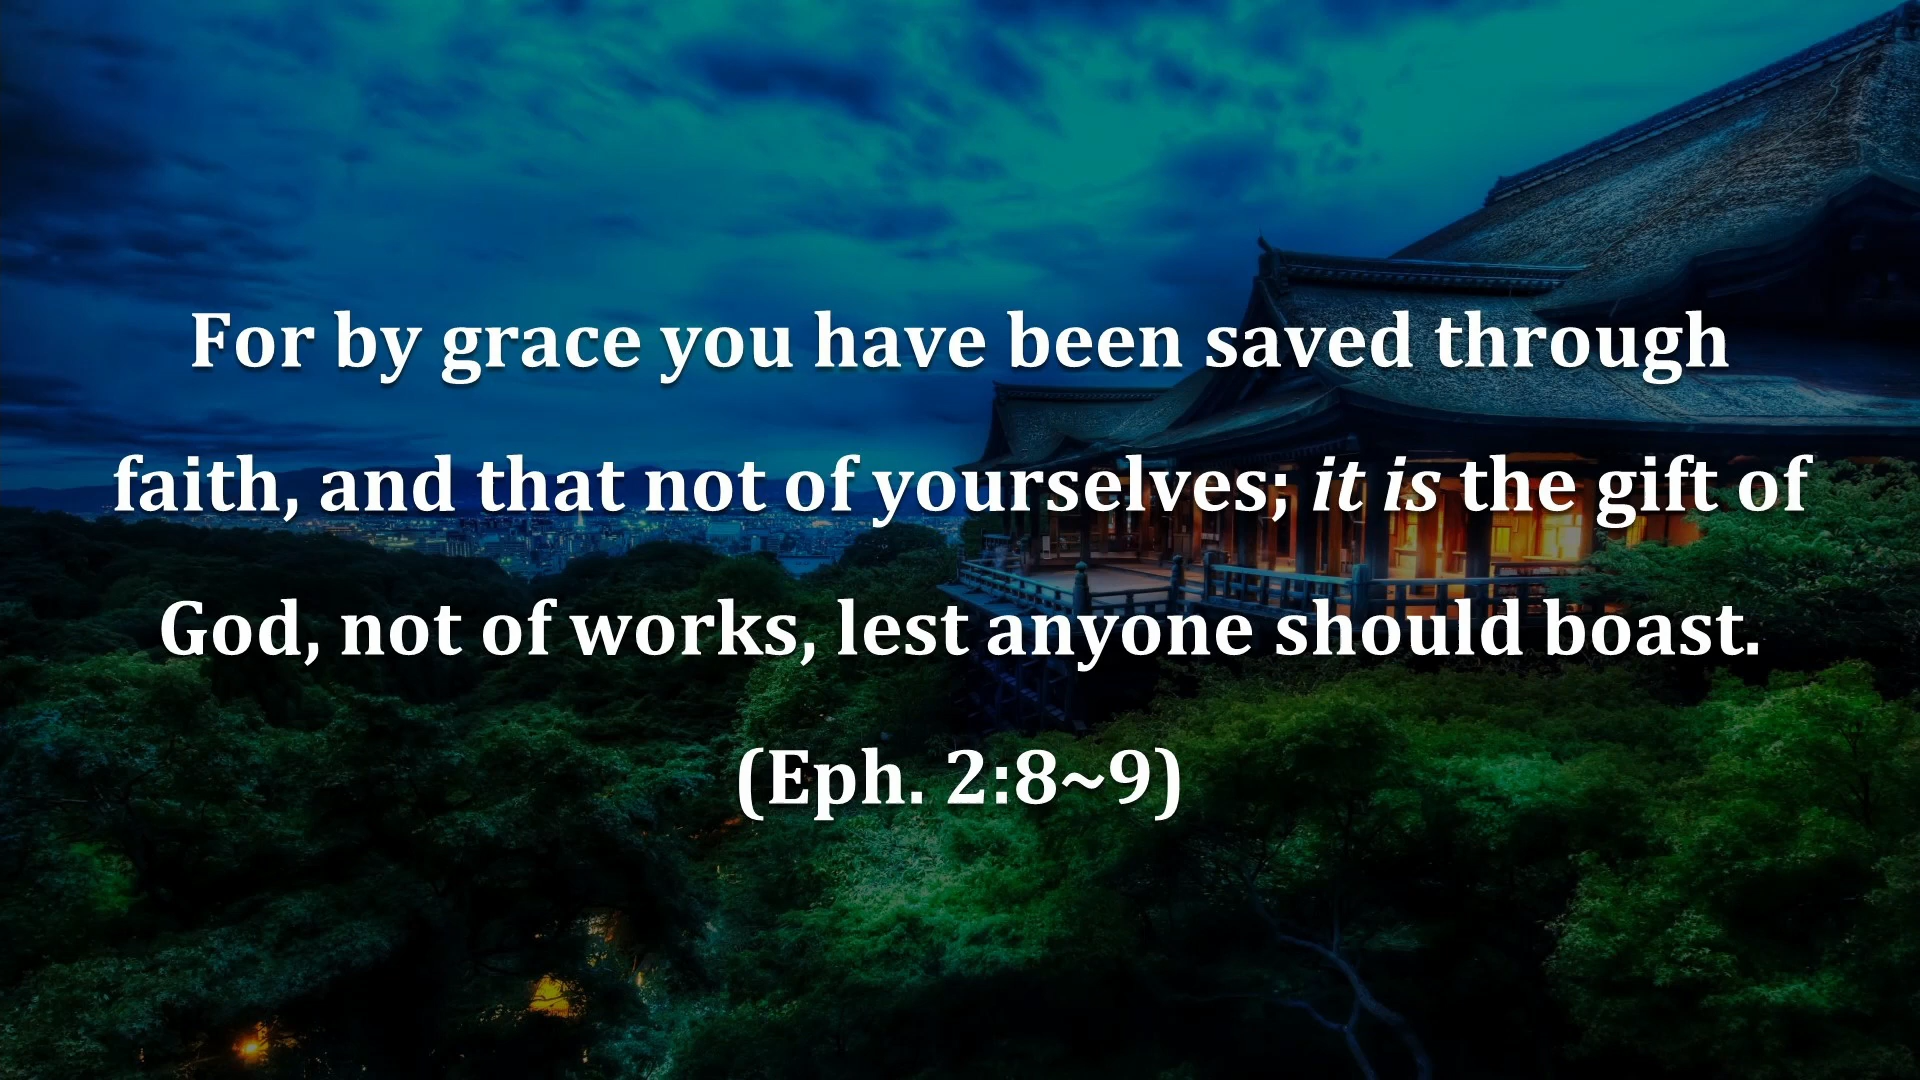 For by grace you have been saved through
faith, and that not of yourselves; it is the gift of
God, not of works, lest anyone should boast.
(Eph. 2:8~9)